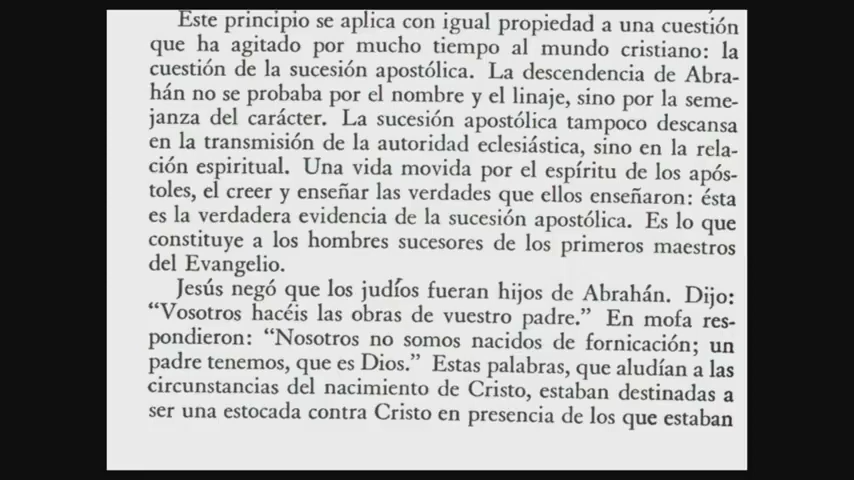 Este principio se aplica con igual propiedad a una cuestión
que ha agitado por mucho tiempo al mundo cristiano: la
cuestión de la sucesión apostólica. La descendencia de Abra-
hán no se probaba por el nombre y el linaje, sino por la seme-
janza del carácter. La sucesión apostólica tampoco descansa
en la transmisión de la autoridad eclesiástica, sino en la rela-
ción espiritual. Una vida movida por el espíritu de los após-
toles, el creer y enseñar las verdades que ellos enseñaron: ésta
es la verdadera evidencia de la sucesión apostólica. Es lo que
constituye a los hombres sucesores de los primeros maestros
del Evangelio.
Jesús negó que los judíos fueran hijos de Abrahán. Dijo:
“Vosotros hacéis las obras de vuestro padre.” En mofa res-
pondieron: “Nosotros no somos nacidos de fornicación; un
padre tenemos, que es Dios.” Estas palabras, que aludían a las
circunstancias del nacimiento de Cristo, estaban destinadas a
ser una estocada contra Cristo en presencia de los que estaban